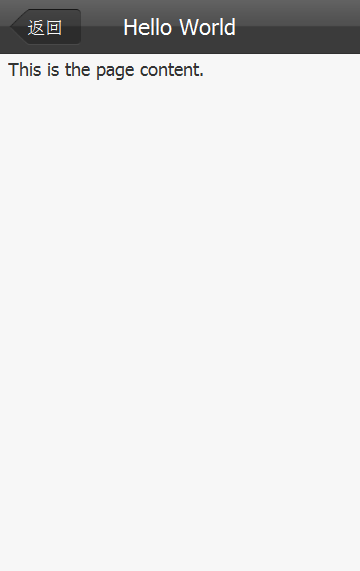 返回
Hello World
This is the page content.